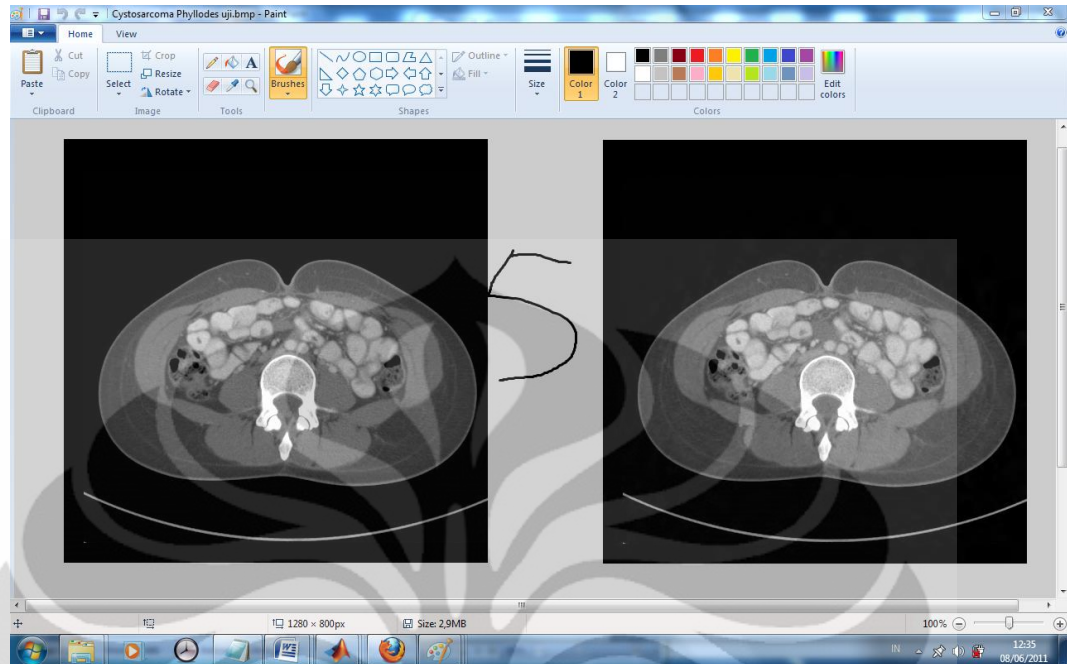 Cystosarcoma Phyllodes uji.bmp - Paint
Home View
Paste
Cut
Copy
Clipboard
Select
Crop
Resize
Rotate
Image
A
Tools
Brushes
Outline
Fill
Shapes
Size
Color
1
Color
2
Edit
colors
Colors
5
1280 × 800px
Size: 2,9MB
100%
IN
12:35
08/06/2011